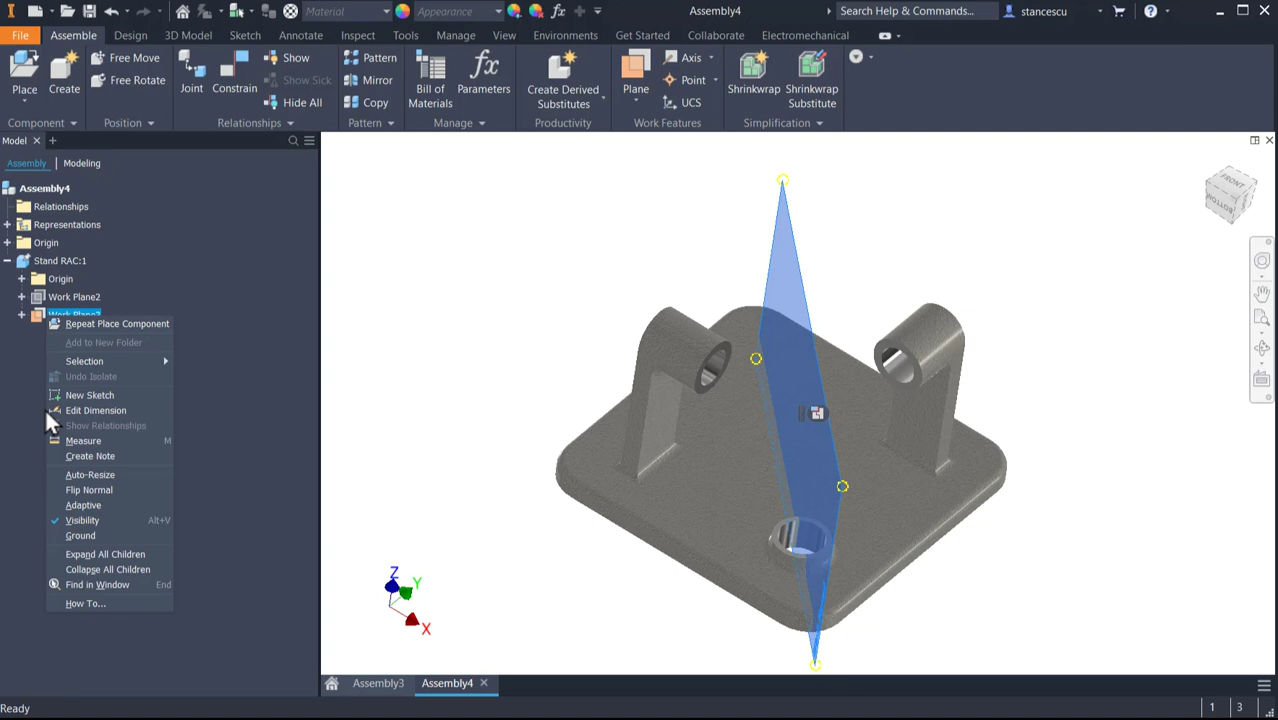 Material
Appearance
Assembly4
Search Help & Commands...
stancescu
File
Assemble
Design
3D Model
Sketch
Annotate
Inspect
Tools
Manage
View
Environments
Get Started
Collaborate
Electromechanical
Place
Create
Free Move
Free Rotate
Component
Position
Joint
Constrain
Show
Show Sick
Hide All
Relationships
Pattern
Mirror
Copy
Pattern
Bill of
Materials
Parameters
Manage
Create Derived
Substitutes
Productivity
Plane
Axis
Point
UCS
Work Features
Shrinkwrap
Shrinkwrap
Substitute
Simplification
Model
Assembly
Modeling
Assembly4
Relationships
Representations
Origin
Stand RAC:1
Origin
Work Plane2
Repeat Place Component
Add to New Folder
Selection
Undo Isolate
New Sketch
Edit Dimension
Show Relationships
Measure M
Create Note
Auto-Resize
Flip Normal
Adaptive
Visibility Alt+V
Ground
Expand All Children
Collapse All Children
Find in Window End
How To...
FRONT
BOTTOM
Z
Y
X
Assembly3
Assembly4
Ready
1
3